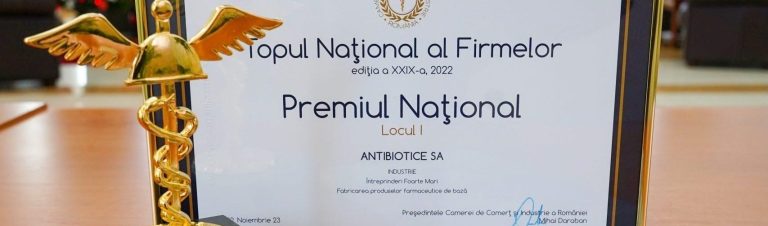 ROMÂNIA
Topul Naţional al Firmelor
ediţia a XXIX-a, 2022
Premiul Naţional
Locul I
ANTIBIOTICE SA
INDUSTRIE
Întreprinderi Foarte Mari
Fabricarea produselor farmaceutice de bază
Noiembrie 23
Preşedintele Camerei de Comerţ şi Industrie a României
Mihai Daraban